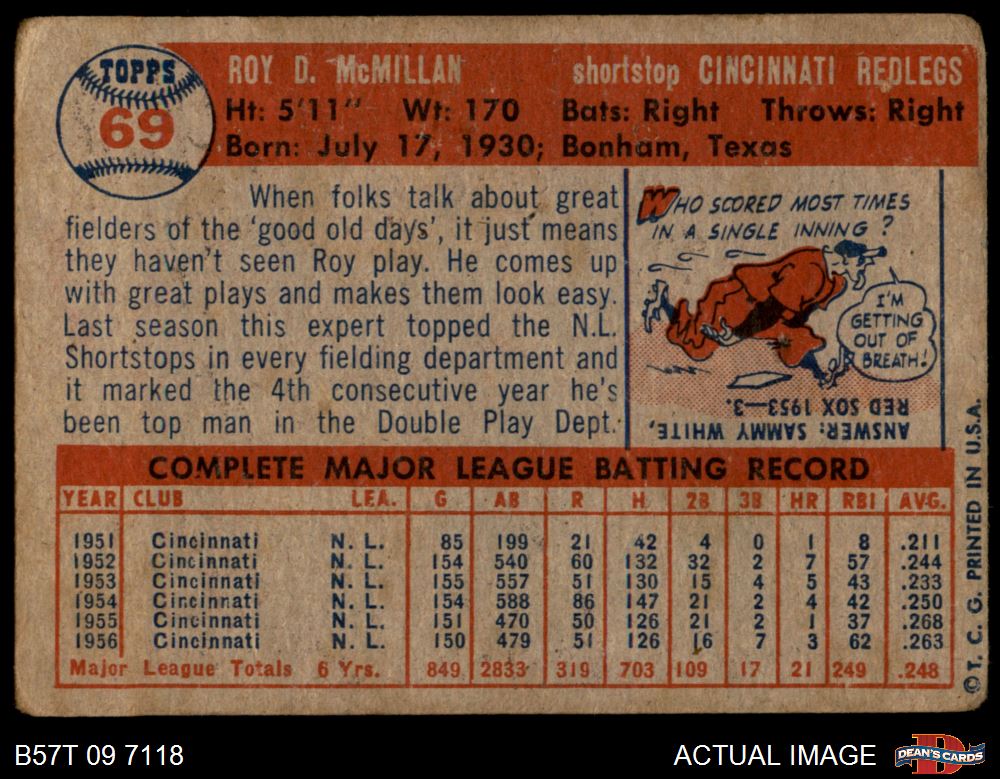 TOPPS
69
ROY D. McMILLAN shortstop CINCINNATI REDLEGS
Ht: 5'11" Wt: 170 Bats: Right Throws: Right
Born: July 17, 1930; Bonham, Texas
When folks talk about great
fielders of the 'good old days', it just means
they haven't seen Roy play. He comes up
with great plays and makes them look easy.
Last season this expert topped the N.L.
Shortstops in every fielding department and
it marked the 4th consecutive year he's
been top man in the Double Play Dept.
WHO SCORED MOST TIMES
IN A SINGLE INNING?
I'M
GETTING
OUT OF
BREATH!
ANSWER: SAMMY WHITE,
RED SOX 1953—3.
COMPLETE MAJOR LEAGUE BATTING RECORD
YEAR CLUB LEA. G AB R H 2B 3B HR RBI AVG.
1951 Cincinnati N. L. 85 199 21 42 4 0 1 8 .211
1952 Cincinnati N. L. 154 540 60 132 32 2 7 57 .244
1953 Cincinnati N. L. 155 557 51 130 15 4 5 43 .233
1954 Cincinnati N. L. 154 588 86 147 21 2 4 42 .250
1955 Cincinnati N. L. 151 470 50 126 21 2 1 37 .268
1956 Cincinnati N. L. 150 479 51 126 16 7 3 62 .263
Major League Totals 6 Yrs. 849 2833 319 703 109 17 21 249 .248
© T. C. G. PRINTED IN U.S.A.
B57T 09 7118
ACTUAL IMAGE
DEAN'S CARDS